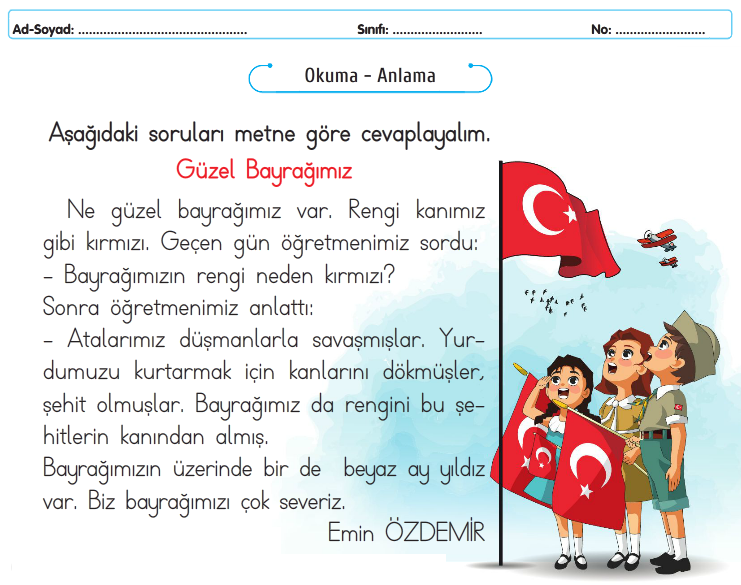 Ad-Soyad: ............................................... Sınıfı: ......................... No: .........................
Okuma - Anlama
Aşağıdaki soruları metne göre cevaplayalım.
Güzel Bayrağımız
Ne güzel bayrağımız var. Rengi kanımız
gibi kırmızı. Geçen gün öğretmenimiz sordu:
- Bayrağımızın rengi neden kırmızı?
Sonra öğretmenimiz anlattı:
- Atalarımız düşmanlarla savaşmışlar. Yur-
dumuzu kurtarmak için kanlarını dökmüşler,
şehit olmuşlar. Bayrağımız da rengini bu şe-
hitlerin kanından almış.
Bayrağımızın üzerinde bir de beyaz ay yıldız
var. Biz bayrağımızı çok severiz.
Emin ÖZDEMİR